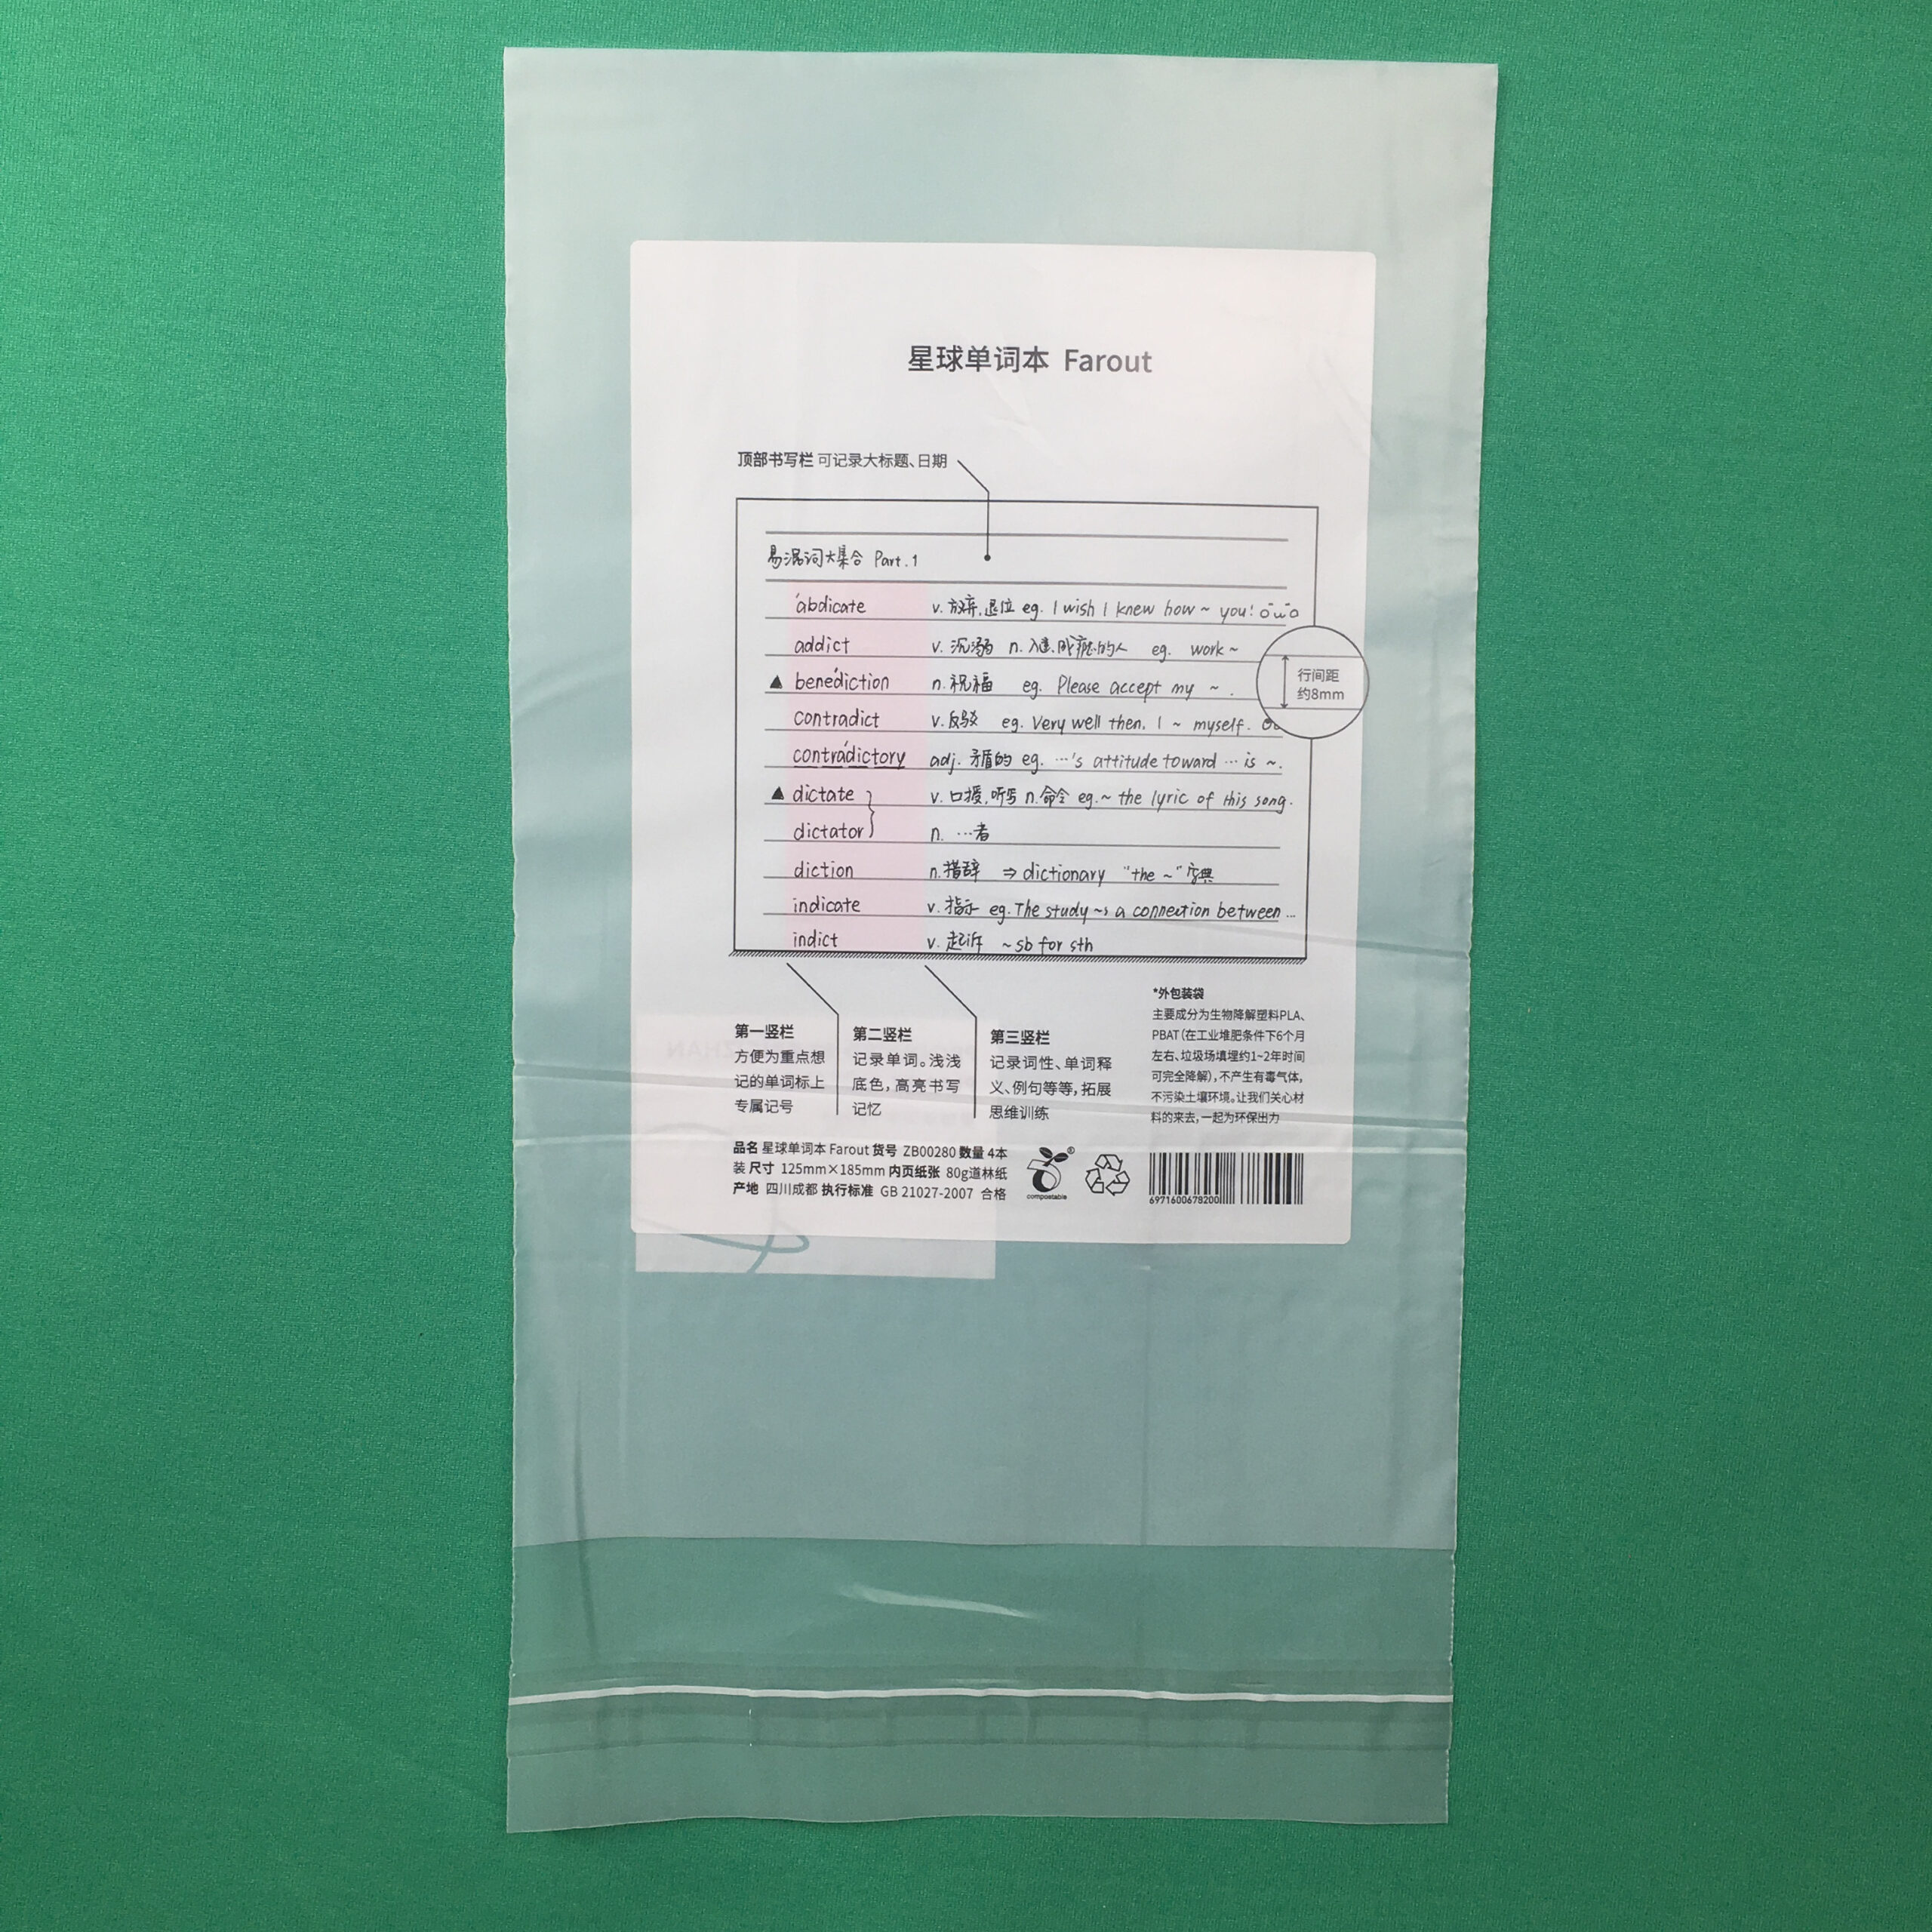 星球单词本 Farout
顶部书写栏 可记录大标题、日期
易混词大集合 Part.1
ábdicate v. 放弃,退位 eg. I wish I knew how ~ you!
addict v. 沉溺 n. 入迷,成瘾的人 eg. work ~
▲ benédiction n. 祝福 eg. Please accept my ~ .
contradict v. 反驳 eg. Very well then. I ~ myself.
contrádictory adj. 矛盾的 eg. …'s attitude toward … is ~.
▲ dictate v. 口授,听写 n. 命令 eg. ~ the lyric of this song.
dictator n. …者
diction n. 措辞 ⇒ dictionary "the ~" 字典
indicate v. 指示 eg. The study ~s a connection between …
indict v. 起诉 ~ sb for sth
行间距
约8mm
第一竖栏
方便为重点想
记的单词标上
专属记号
第二竖栏
记录单词。浅浅
底色，高亮书写
记忆
第三竖栏
记录词性、单词释
义、例句等等，拓展
思维训练
*外包装袋
主要成分为生物降解塑料PLA、
PBAT（在工业堆肥条件下6个月
左右、垃圾场填埋约1~2年时间
可完全降解），不产生有毒气体，
不污染土壤环境。让我们关心材
料的来去，一起为环保出力
品名 星球单词本 Farout 货号 ZB00280 数量 4本
装 尺寸 125mm×185mm 内页纸张 80g道林纸
产地 四川成都 执行标准 GB 21027-2007 合格
®
compostable
6971600678200